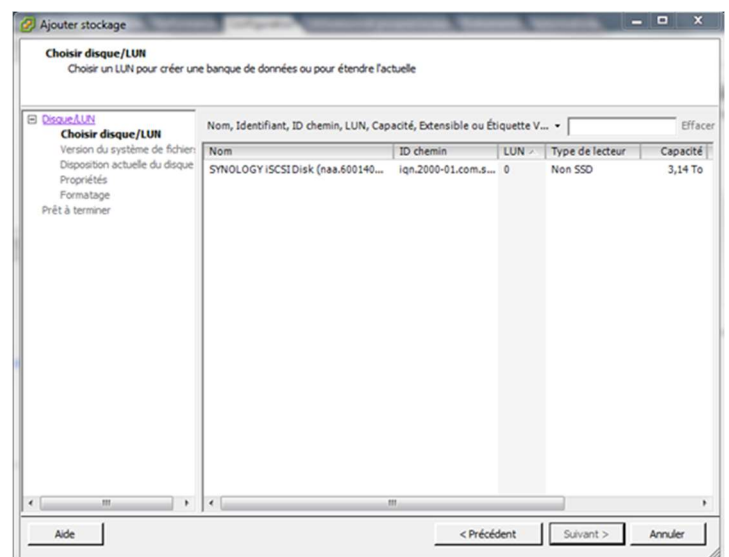 Ajouter stockage
Choisir disque/LUN
Choisir un LUN pour créer une banque de données ou pour étendre l'actuelle
Disque/LUN
Choisir disque/LUN
Version du système de fichier
Disposition actuelle du disque
Propriétés
Formatage
Prêt à terminer
Nom, Identifiant, ID chemin, LUN, Capacité, Extensible ou Étiquette V... Effacer
Nom ID chemin LUN Type de lecteur Capacité
SYNOLOGY iSCSI Disk (naa.600140... iqn.2000-01.com.s... 0 Non SSD 3,14 To
Aide < Précédent Suivant > Annuler